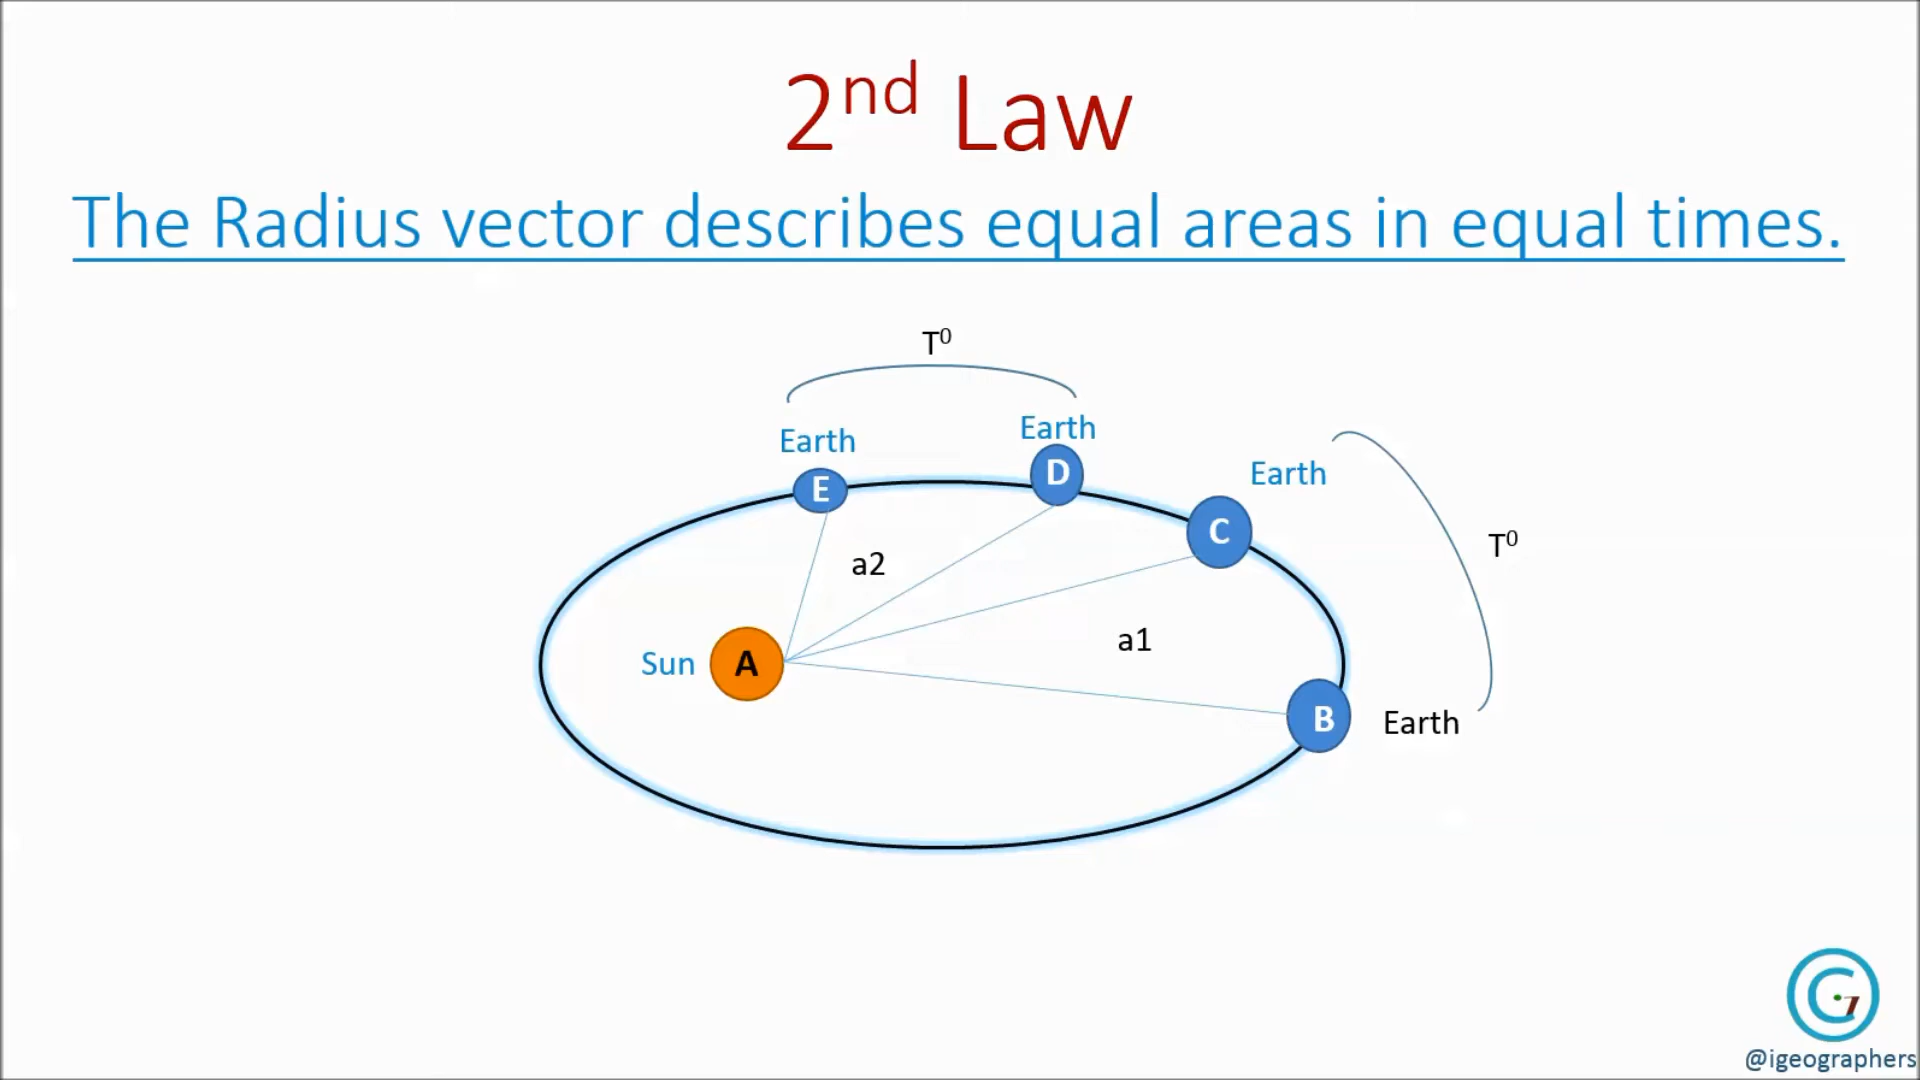 2nd Law
The Radius vector describes equal areas in equal times.
T0
Earth
Earth
Earth
E
D
C
T0
a2
a1
Sun
A
B
Earth
G7
@igeographers